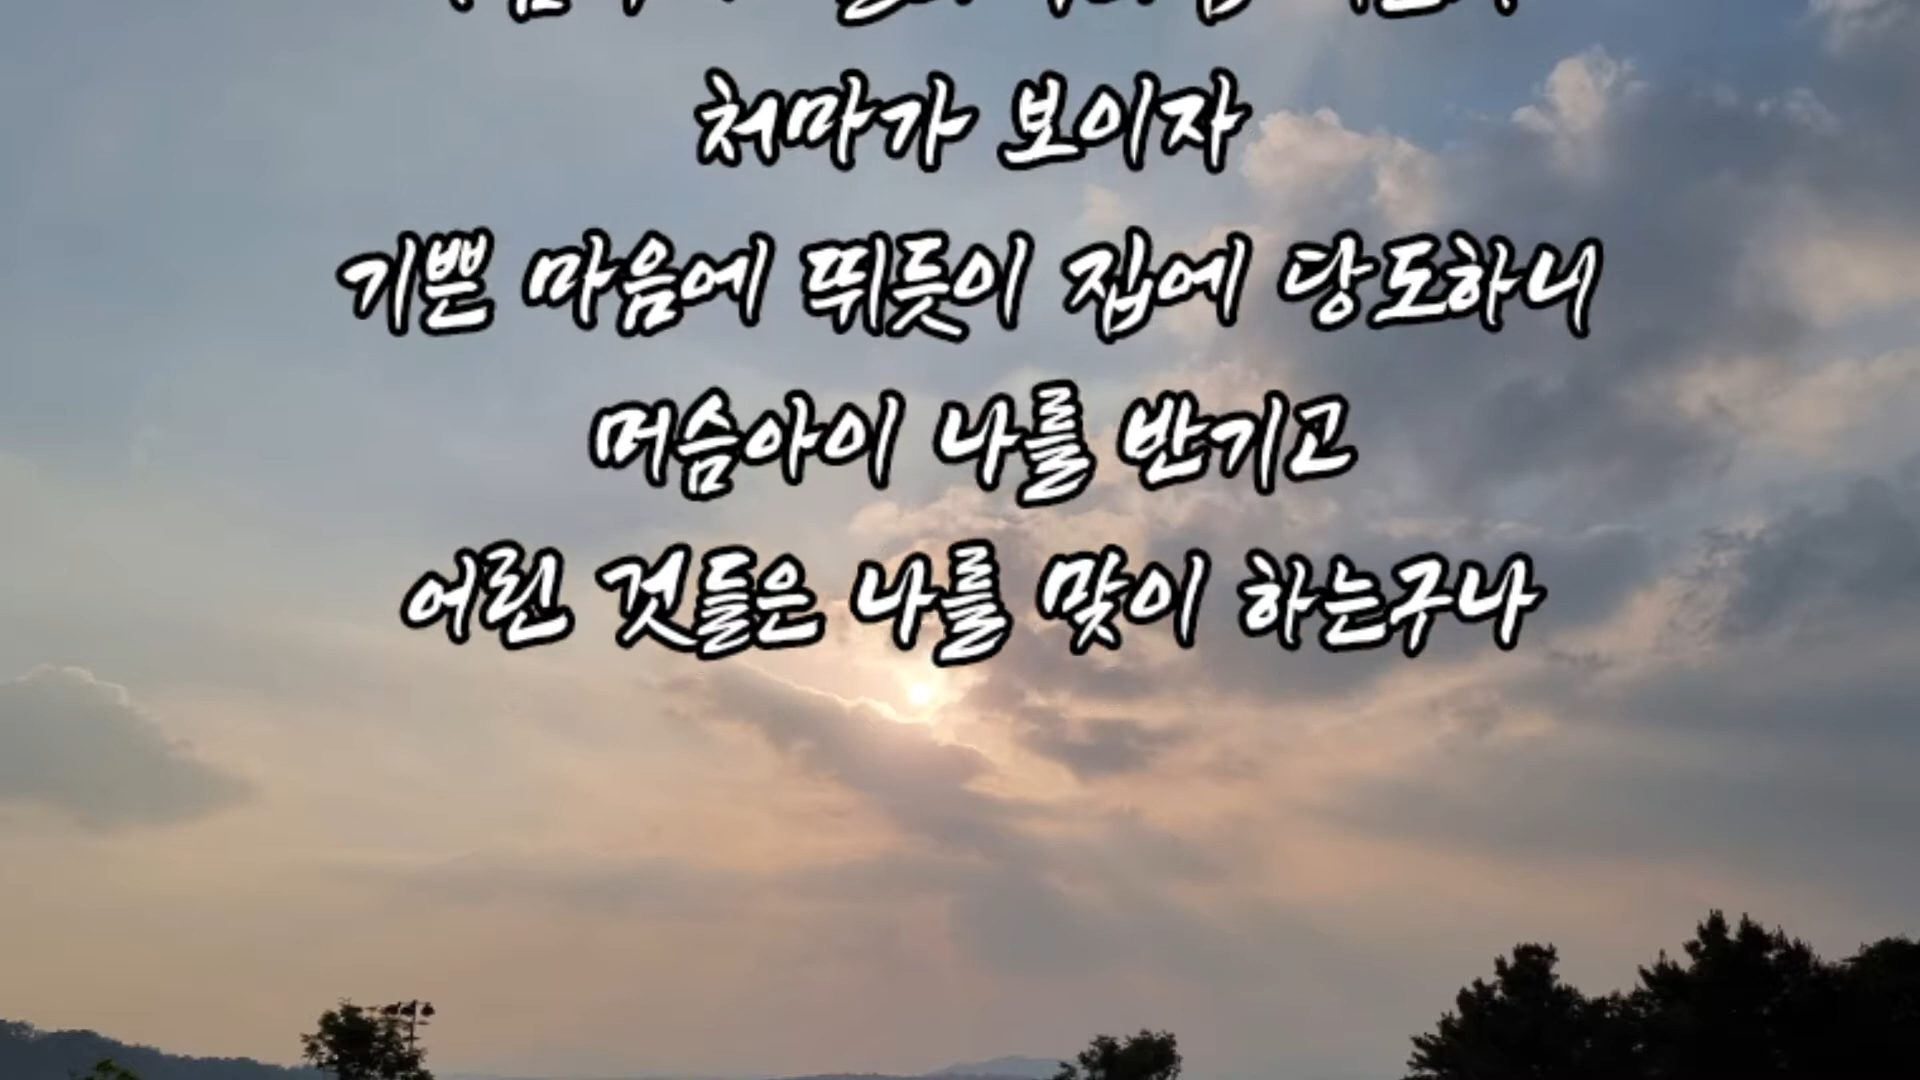 처마가 보이자
기쁜 마음에 뛰듯이 집에 당도하니
머슴아이 나를 반기고
어린 것들은 나를 맞이 하는구나